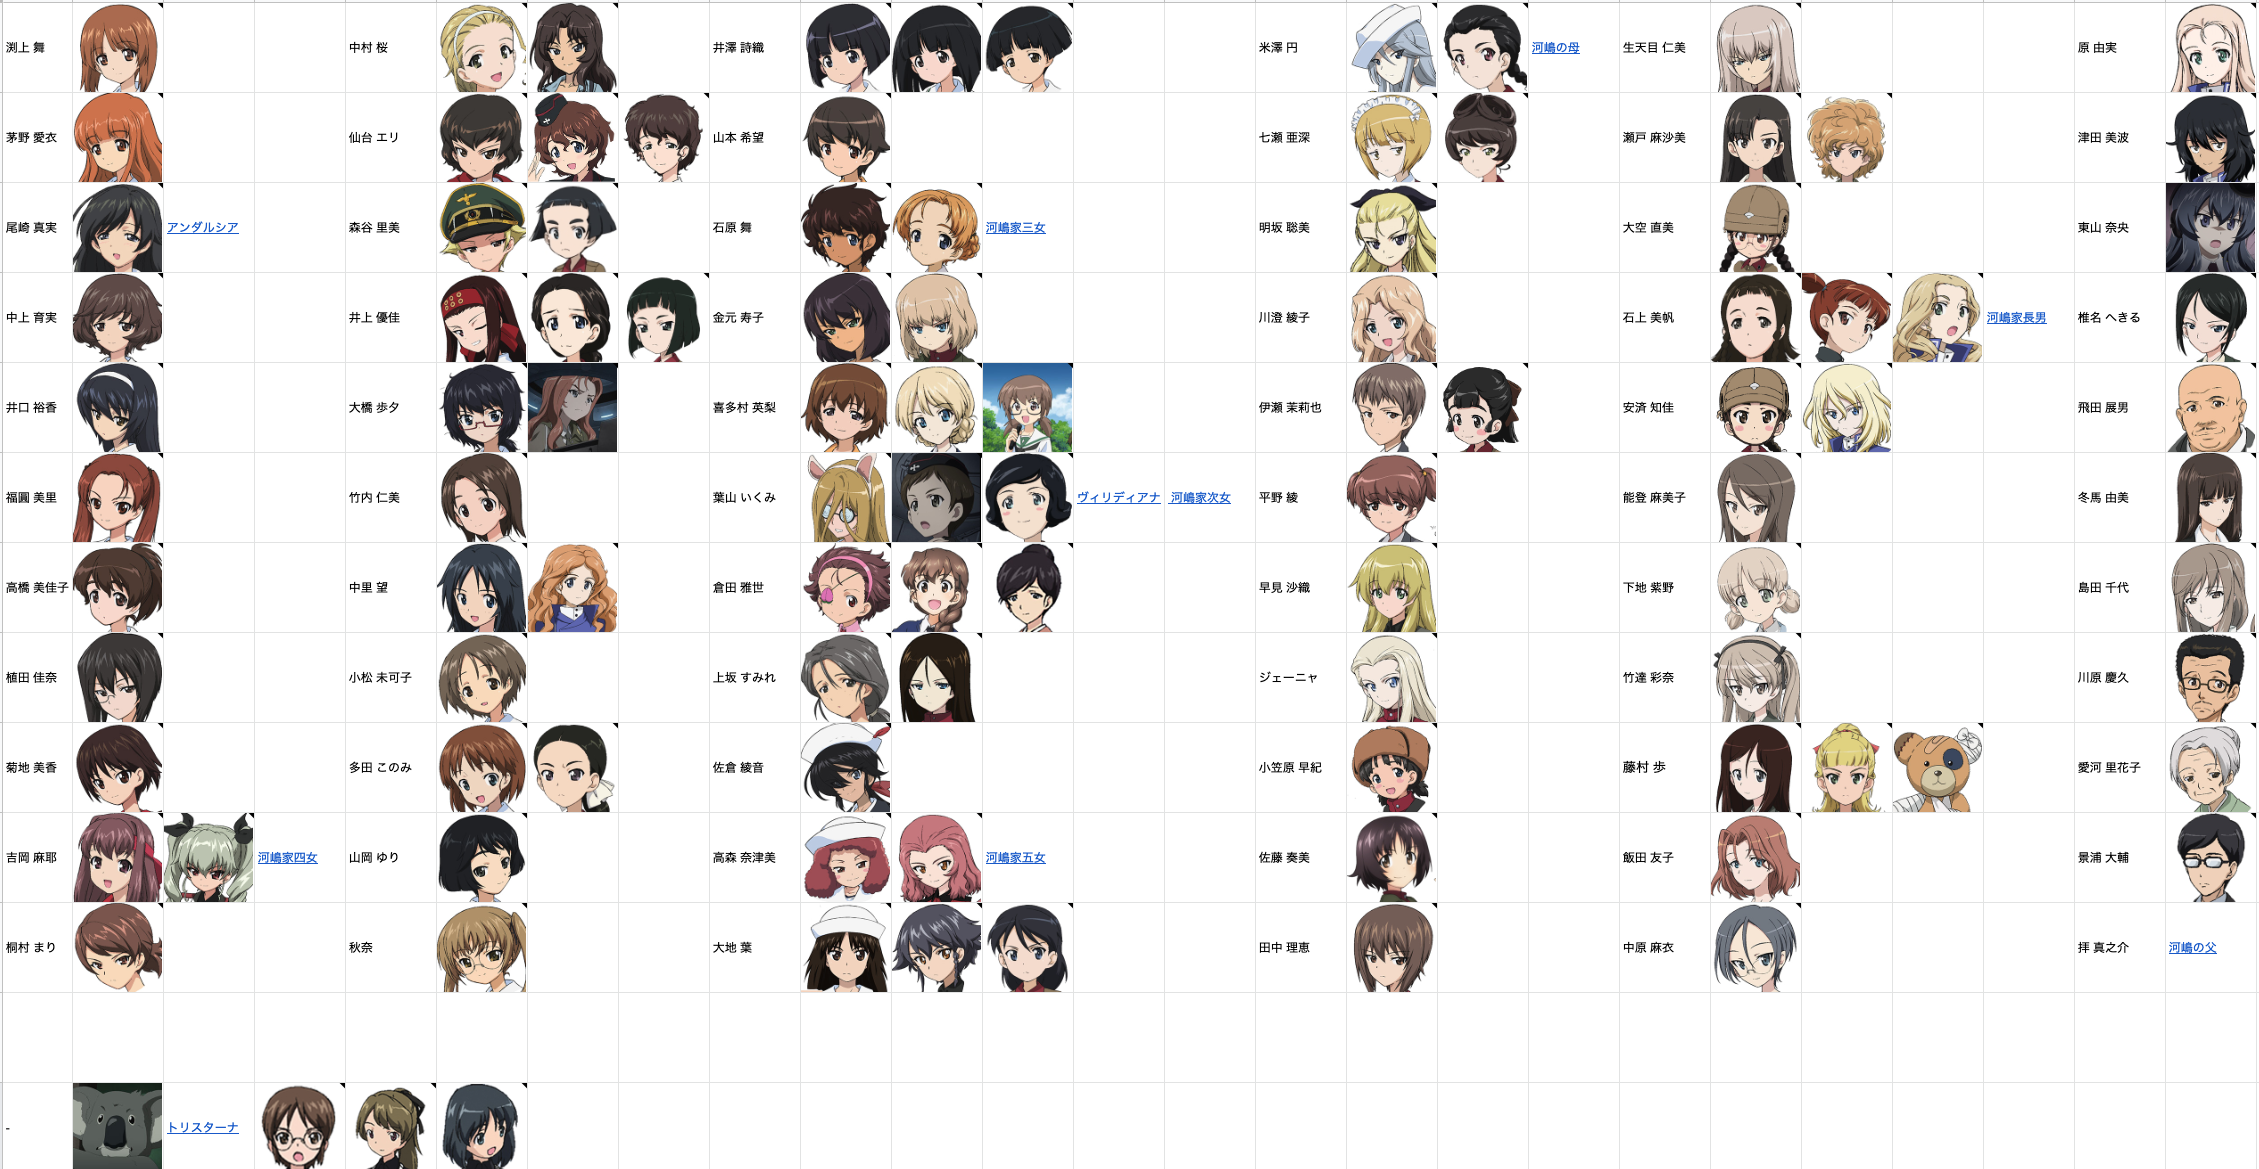 渕上 舞 中村 桜 井澤 詩織 米澤 円 河嶋の母 生天目 仁美 原 由実
茅野 愛衣 仙台 エリ 山本 希望 七瀬 亜深 瀬戸 麻沙美 津田 美波
尾崎 真実 アンダルシア 森谷 里美 石原 舞 河嶋家三女 明坂 聡美 大空 直美 東山 奈央
中上 育実 井上 優佳 金元 寿子 川澄 綾子 石上 美帆 河嶋家長男 椎名 へきる
井口 裕香 大橋 歩夕 喜多村 英梨 伊瀬 茉莉也 安済 知佳 飛田 展男
福圓 美里 竹内 仁美 葉山 いくみ ヴィリディアナ 河嶋家次女 平野 綾 能登 麻美子 冬馬 由美
高橋 美佳子 中里 望 倉田 雅世 早見 沙織 下地 紫野 島田 千代
植田 佳奈 小松 未可子 上坂 すみれ ジェーニャ 竹達 彩奈 川原 慶久
菊地 美香 多田 このみ 佐倉 綾音 小笠原 早紀 藤村 歩 愛河 里花子
吉岡 麻耶 河嶋家四女 山岡 ゆり 高森 奈津美 河嶋家五女 佐藤 奏美 飯田 友子 景浦 大輔
桐村 まり 秋奈 大地 葉 田中 理恵 中原 麻衣 拝 真之介 河嶋の父
- トリスターナ